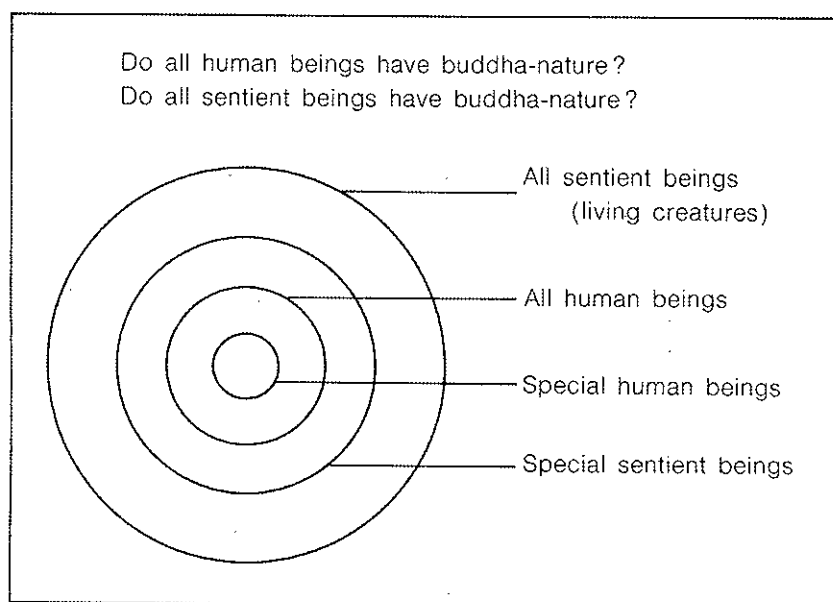 Do all human beings have buddha-nature?
Do all sentient beings have buddha-nature?
All sentient beings
(living creatures)
All human beings
Special human beings
Special sentient beings